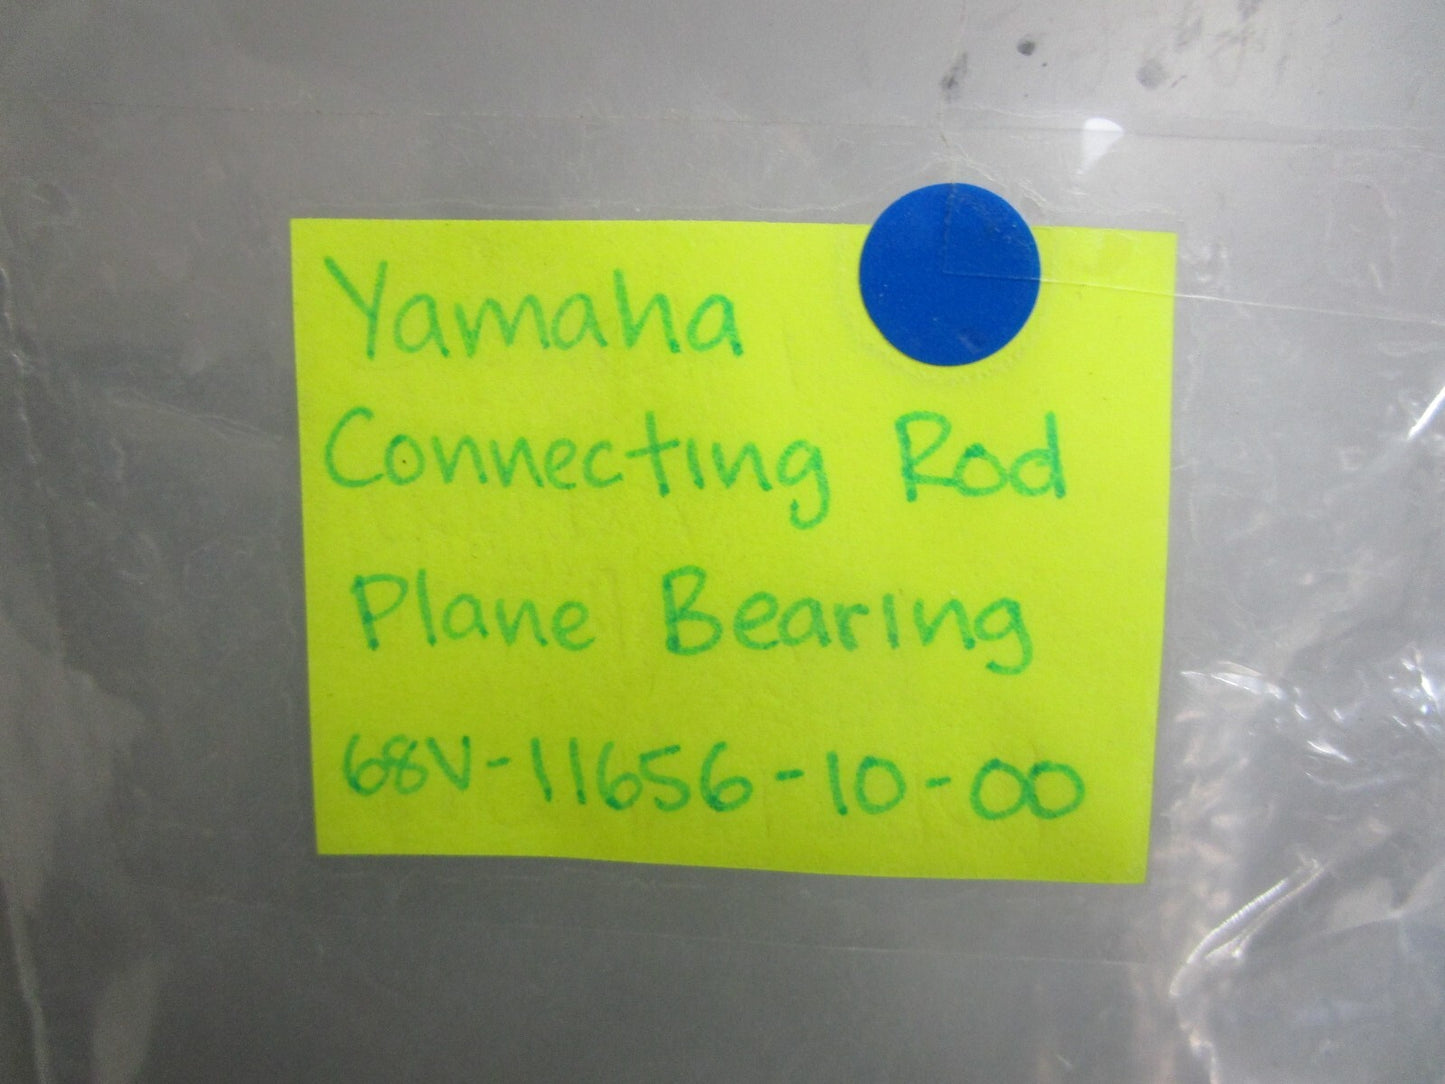 Yamaha
Connecting Rod
Plane Bearing
68V-11656-10-00